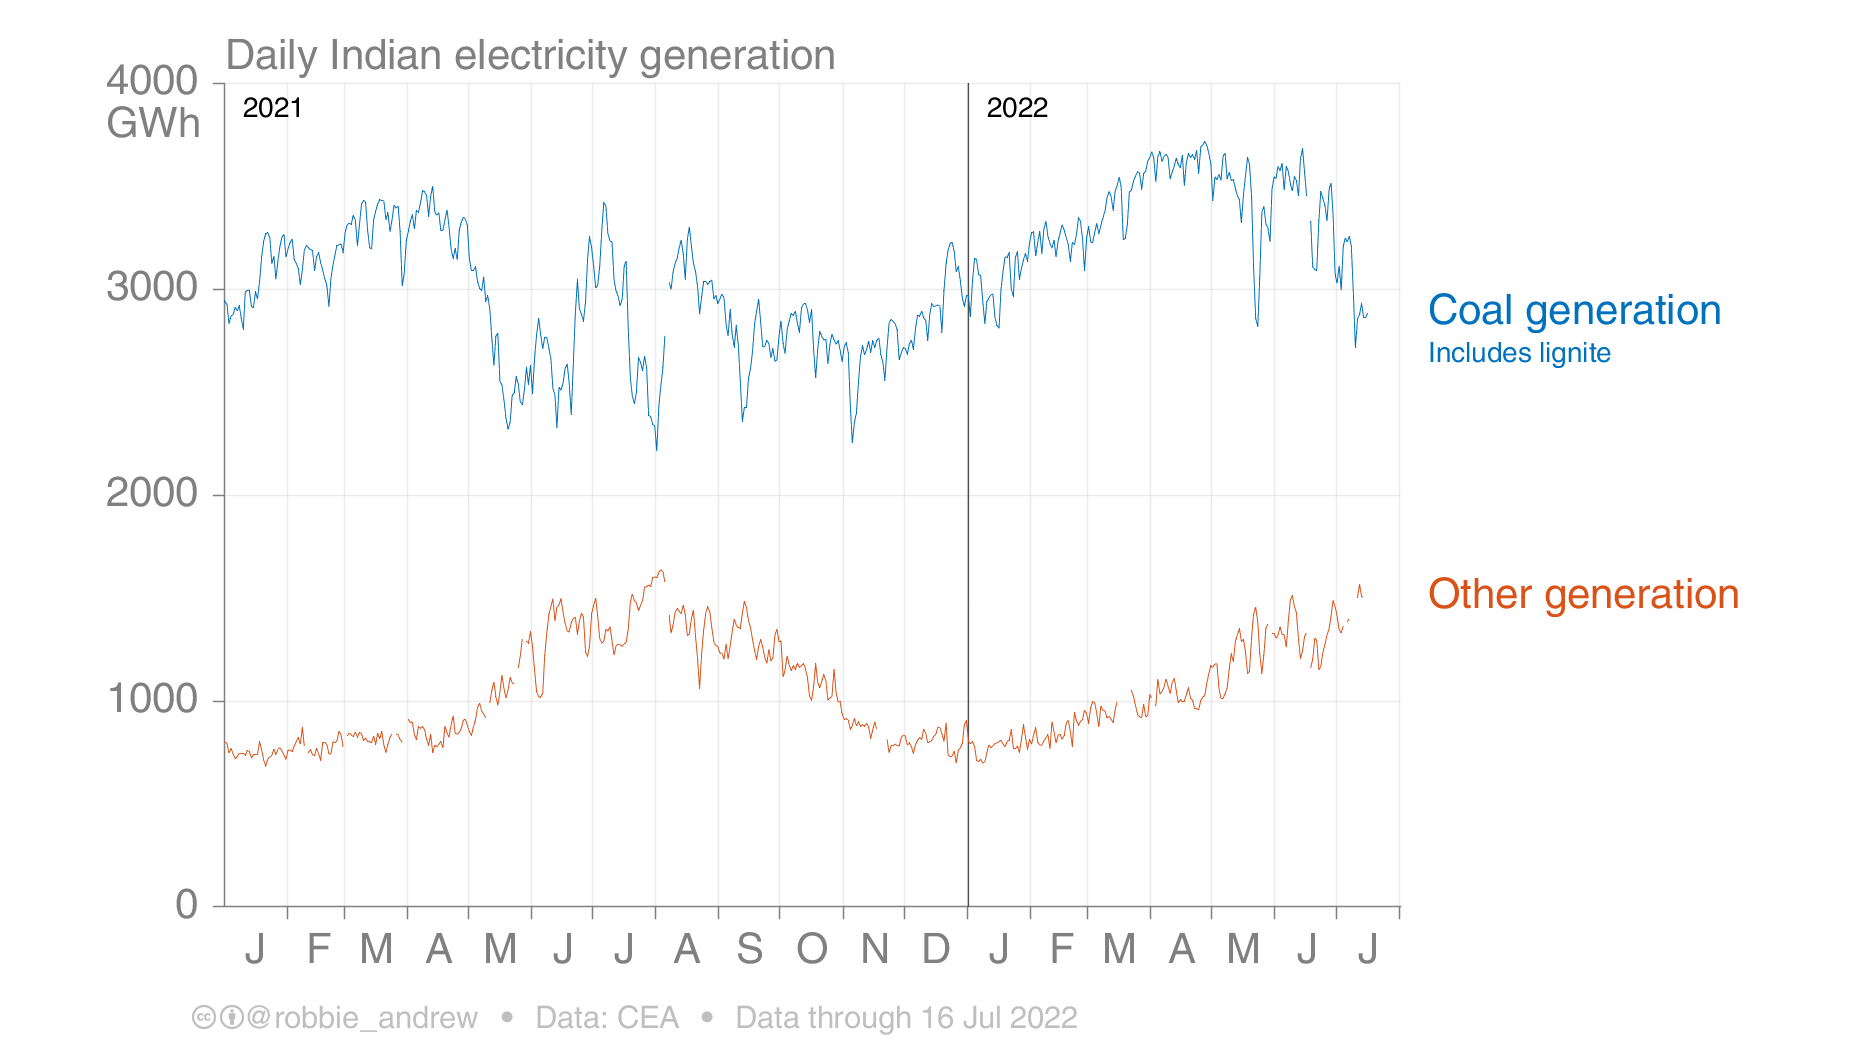 Daily Indian electricity generation
4000
GWh
2021
2022
3000
Coal generation
Includes lignite
2000
Other generation
1000
0
J F M A M J J A S O N D J F M A M J J
cc @robbie_andrew • Data: CEA • Data through 16 Jul 2022